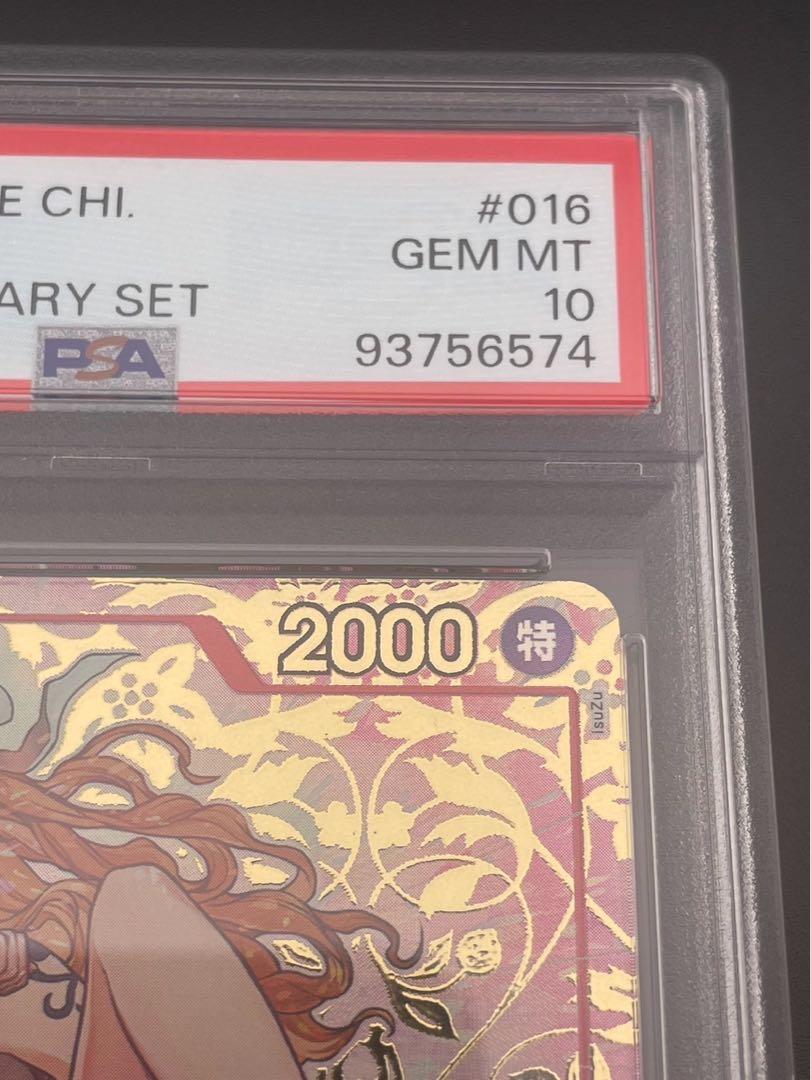 E CHI.
#016
GEM MT
ARY SET
10
PSA
93756574
2000
特
IsuZu